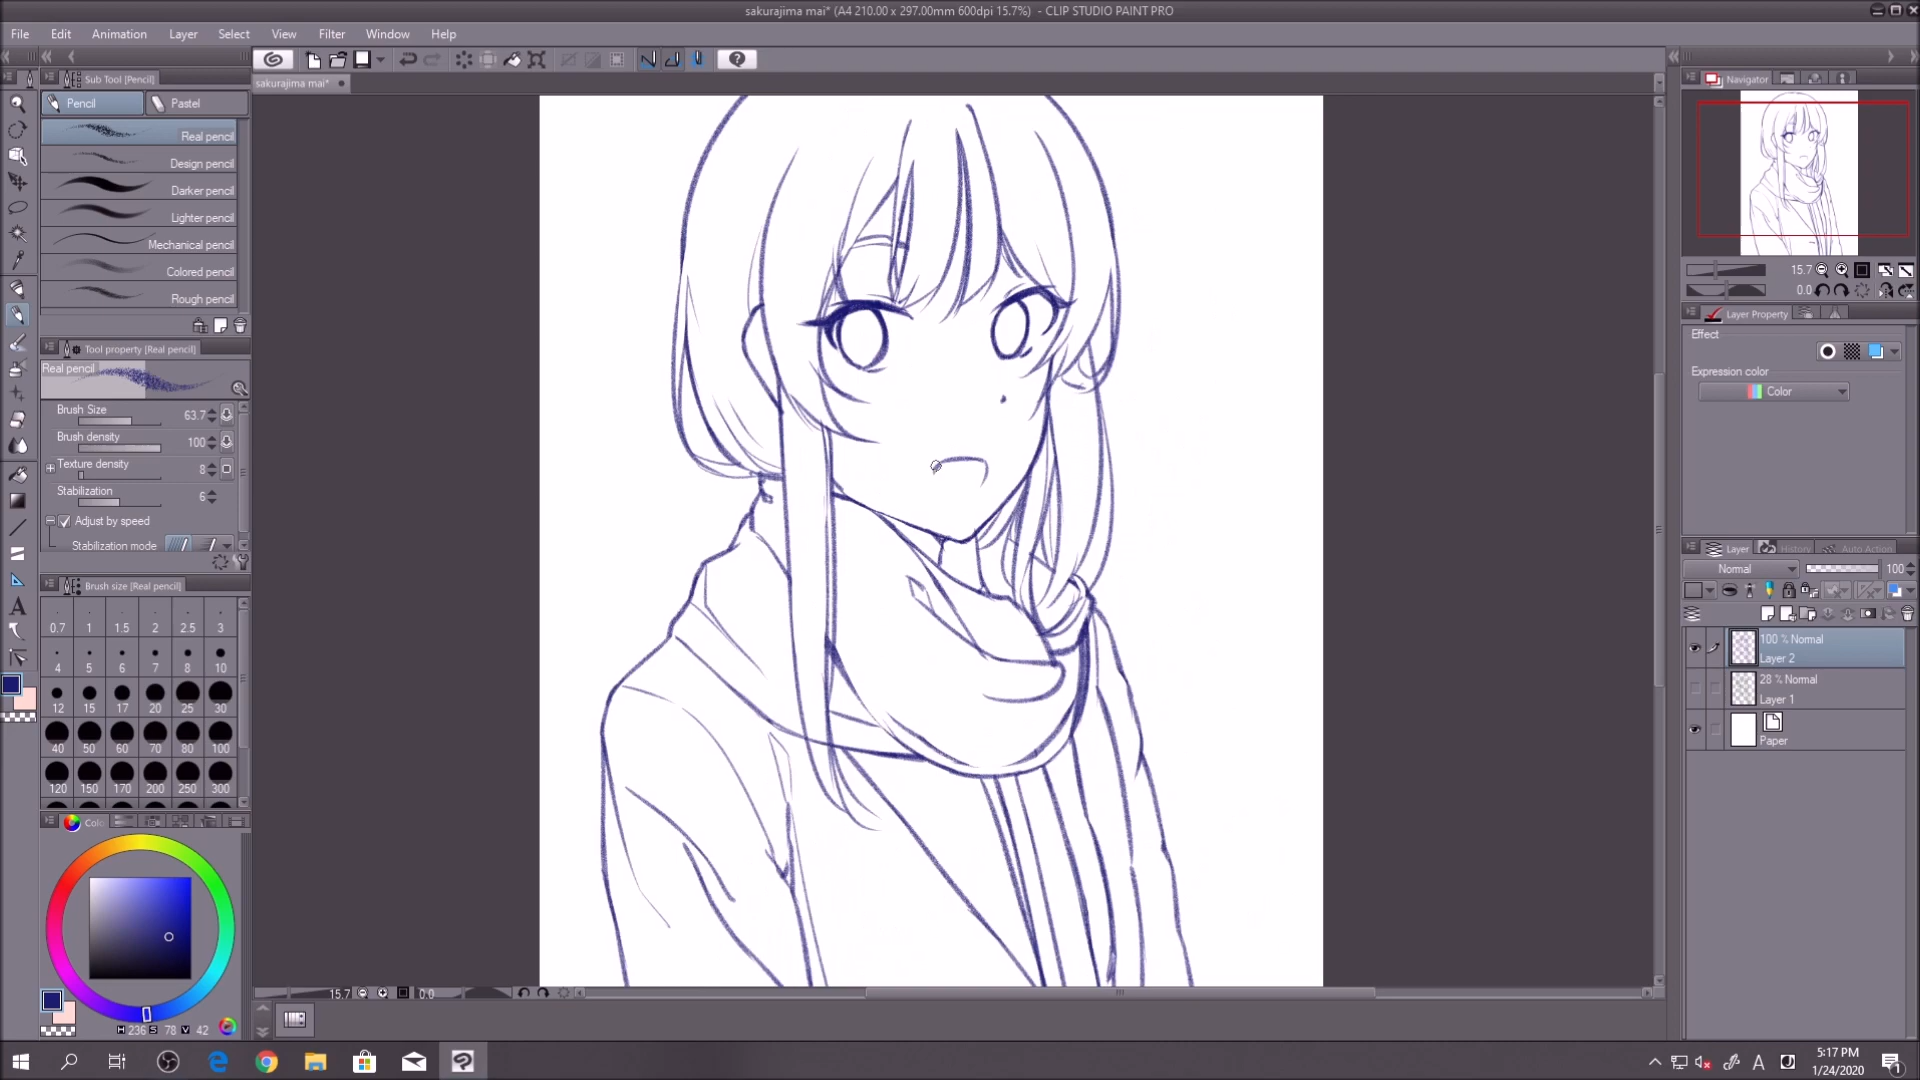 sakurajima mai* (A4 210.00 x 297.00mm 600dpi 15.7%) - CLIP STUDIO PAINT PRO
File Edit Animation Layer Select View Filter Window Help
sakurajima mai*
Sub Tool [Pencil]
Pencil Pastel
Real pencil
Design pencil
Darker pencil
Lighter pencil
Mechanical pencil
Colored pencil
Rough pencil
Tool property [Real pencil]
Real pencil
Brush Size 63.7
Brush density 100
Texture density 8
Stabilization 6
Adjust by speed
Stabilization mode
Brush size [Real pencil]
0.7 1 1.5 2 2.5 3
4 5 6 7 8 10
12 15 17 20 25 30
40 50 60 70 80 100
120 150 170 200 250 300
Colo
H 236 S 78 V 42
15.7 0.0
Navigator
15.7
0.0
Layer Property
Effect
Expression color
Color
Layer History Auto Action
Normal 100
100 % Normal
Layer 2
28 % Normal
Layer 1
Paper
A
5:17 PM
1/24/2020
1